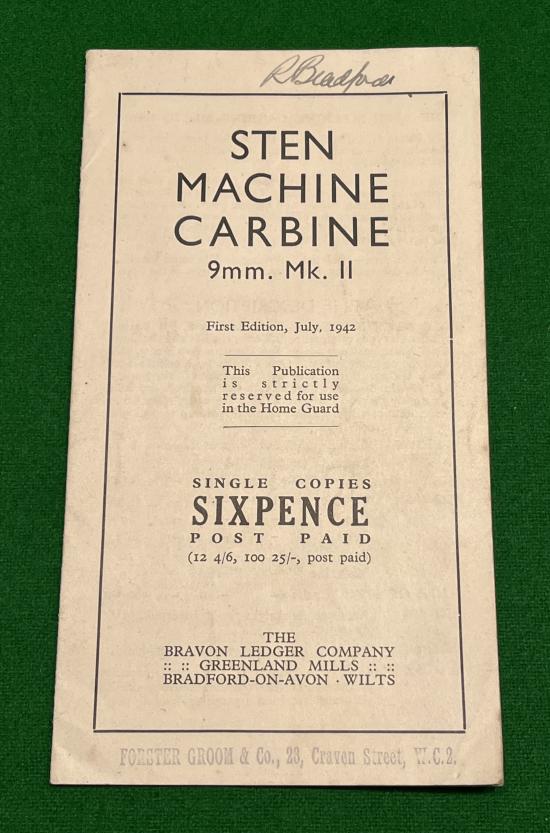 R Bradford
STEN
MACHINE
CARBINE
9mm. Mk. II
First Edition, July, 1942
This Publication
is strictly
reserved for use
in the Home Guard
SINGLE COPIES
SIXPENCE
POST PAID
(12 4/6, 100 25/-, post paid)
THE
BRAVON LEDGER COMPANY
:: :: GREENLAND MILLS :: ::
BRADFORD-ON-AVON · WILTS
FORSTER GROOM & Co., 23, Craven Street, W.C.2.